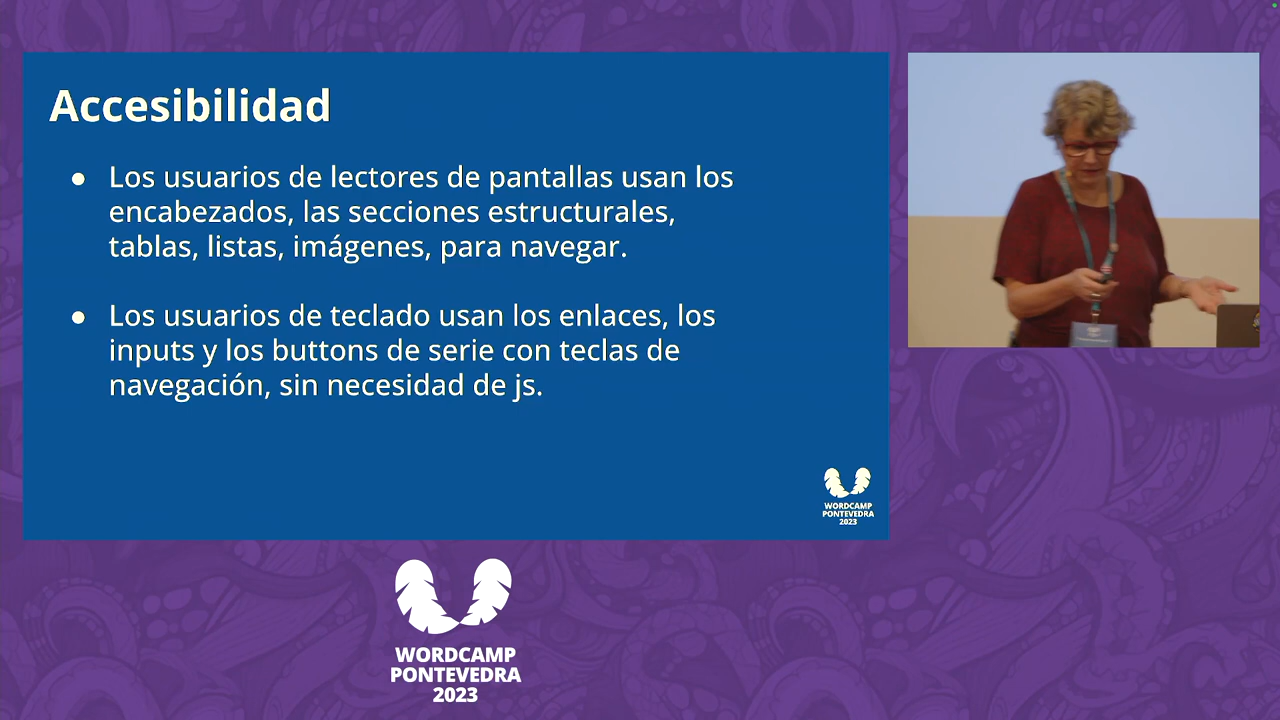 Accesibilidad
● Los usuarios de lectores de pantallas usan los
encabezados, las secciones estructurales,
tablas, listas, imágenes, para navegar.
● Los usuarios de teclado usan los enlaces, los
inputs y los buttons de serie con teclas de
navegación, sin necesidad de js.
WORDCAMP
PONTEVEDRA
2023
WORDCAMP
PONTEVEDRA
2023